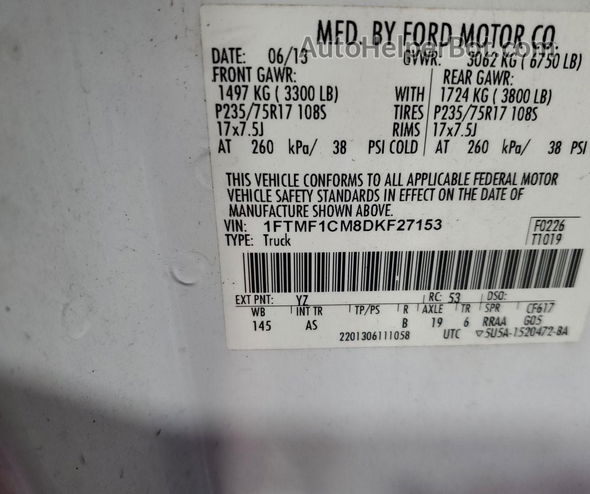 MFD. BY FORD MOTOR CO.
AutoHelperBot.com
DATE: 06/13 GVWR: 3062 KG ( 6750 LB)
FRONT GAWR: REAR GAWR:
1497 KG ( 3300 LB) WITH 1724 KG ( 3800 LB)
P235/75R17 108S TIRES P235/75R17 108S
17x7.5J RIMS 17x7.5J
AT 260 kPa/ 38 PSI COLD AT 260 kPa/ 38 PSI
THIS VEHICLE CONFORMS TO ALL APPLICABLE FEDERAL MOTOR
VEHICLE SAFETY STANDARDS IN EFFECT ON THE DATE OF
MANUFACTURE SHOWN ABOVE.
VIN: 1FTMF1CM8DKF27153 F0226
TYPE: Truck T1019
EXT PNT: YZ RC: 53 DSO:
WB INT TR TP/PS R AXLE TR SPR CF617
145 AS B 19 6 RRAA G05
2201306111058 UTC ▽5U5A-1520472-BA